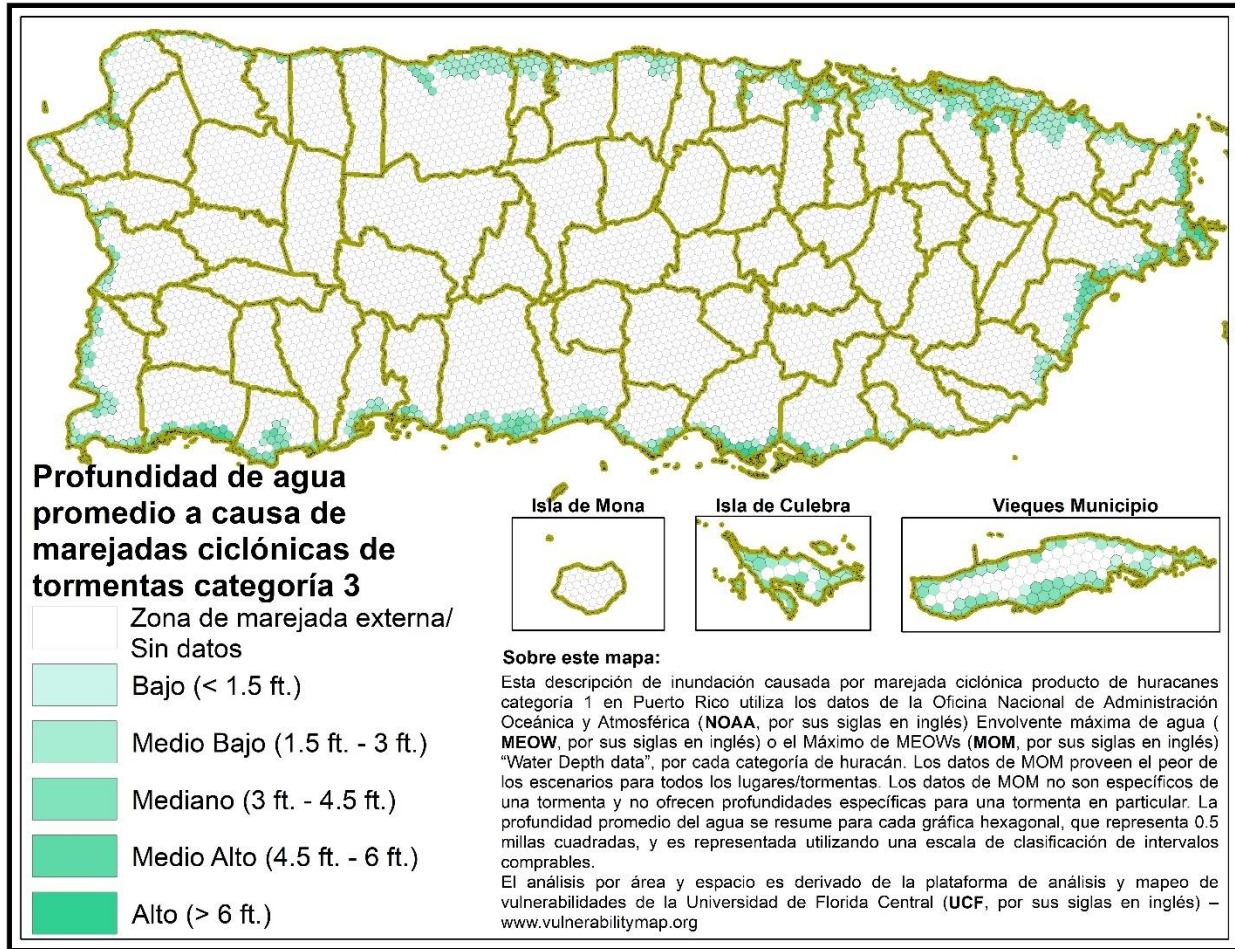 Profundidad de agua
promedio a causa de
marejadas ciclónicas de
tormentas categoría 3
Zona de marejada externa/
Sin datos
Bajo (< 1.5 ft.)
Medio Bajo (1.5 ft. - 3 ft.)
Mediano (3 ft. - 4.5 ft.)
Medio Alto (4.5 ft. - 6 ft.)
Alto (> 6 ft.)
Isla de Mona
Isla de Culebra
Vieques Municipio
Sobre este mapa:
Esta descripción de inundación causada por marejada ciclónica producto de huracanes
categoría 1 en Puerto Rico utiliza los datos de la Oficina Nacional de Administración
Oceánica y Atmosférica (NOAA, por sus siglas en inglés) Envolvente máxima de agua (
MEOW, por sus siglas en inglés) o el Máximo de MEOWs (MOM, por sus siglas en inglés)
“Water Depth data”, por cada categoría de huracán. Los datos de MOM proveen el peor de
los escenarios para todos los lugares/tormentas. Los datos de MOM no son específicos de
una tormenta y no ofrecen profundidades específicas para una tormenta en particular. La
profundidad promedio del agua se resume para cada gráfica hexagonal, que representa 0.5
millas cuadradas, y es representada utilizando una escala de clasificación de intervalos
comprables.
El análisis por área y espacio es derivado de la plataforma de análisis y mapeo de
vulnerabilidades de la Universidad de Florida Central (UCF, por sus siglas en inglés) –
www.vulnerabilitymap.org